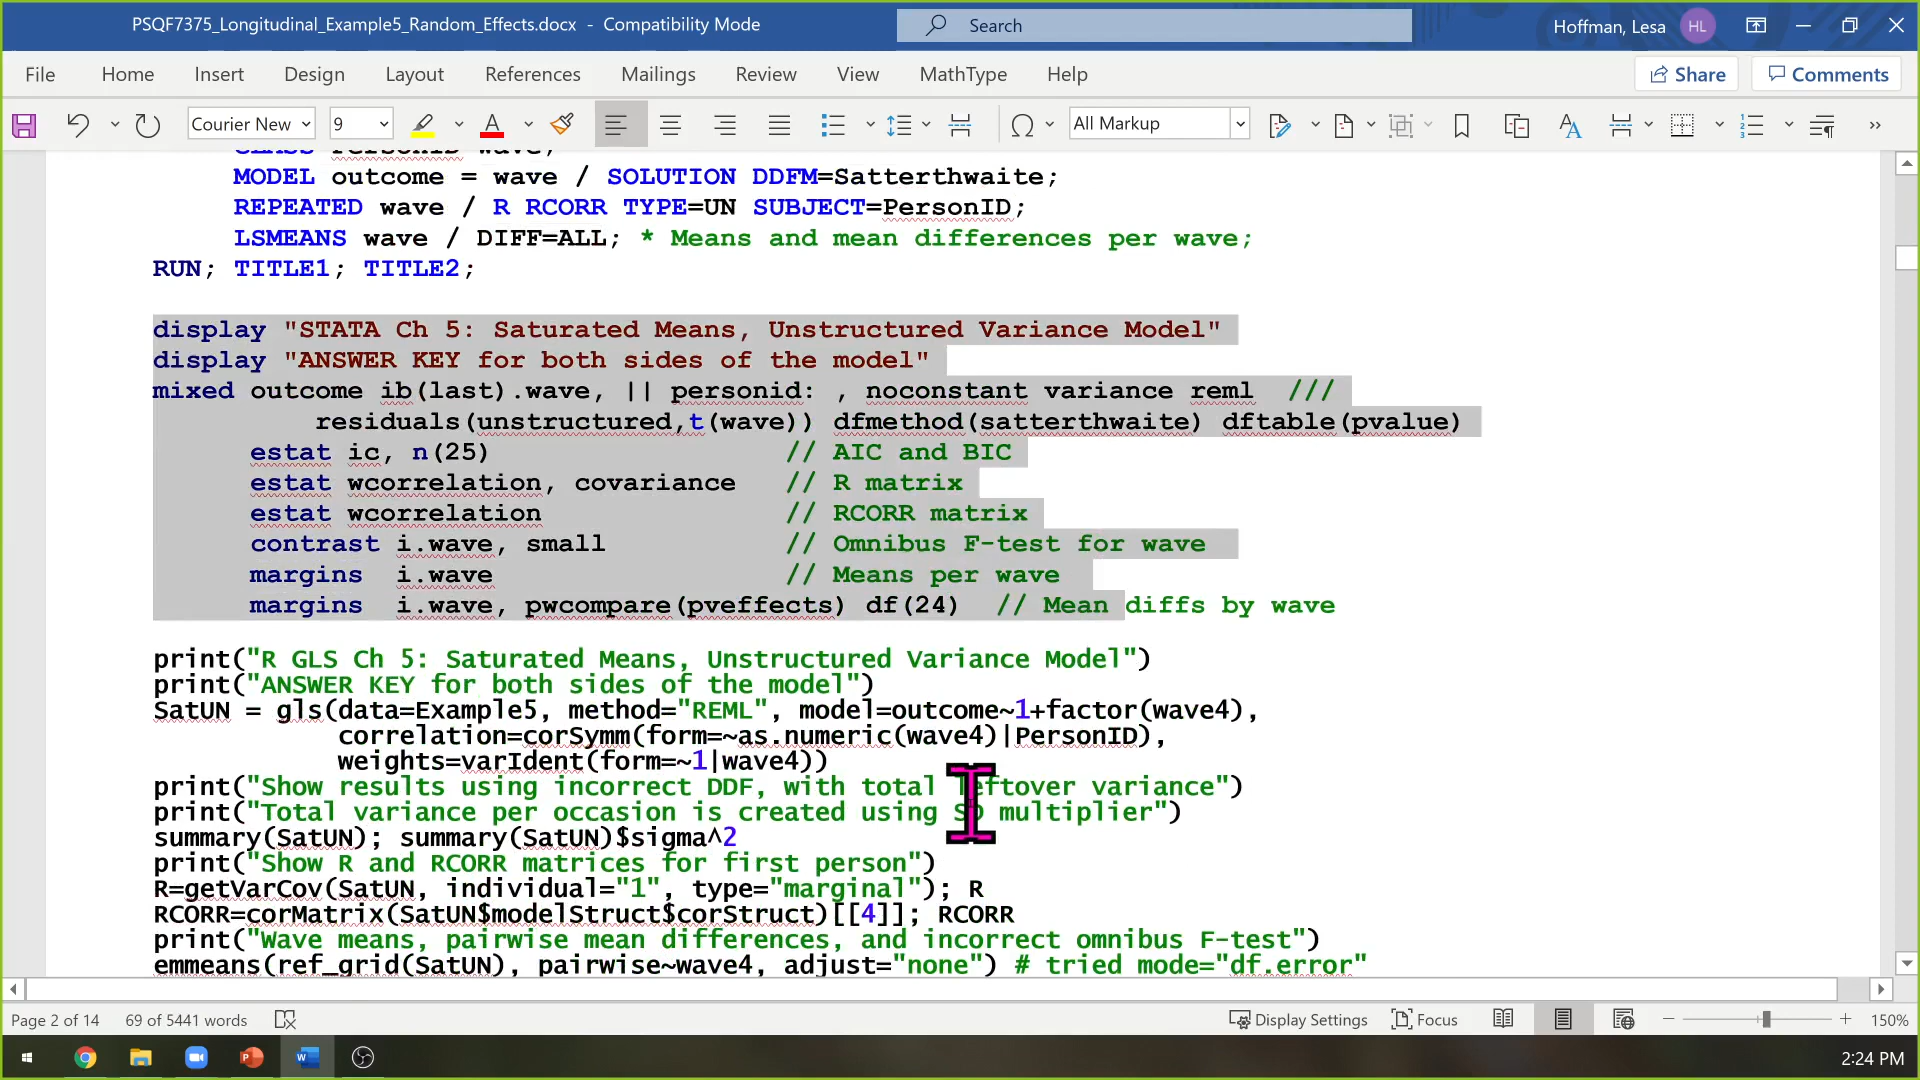 PSQF7375_Longitudinal_Example5_Random_Effects.docx - Compatibility Mode
Search
Hoffman, Lesa HL
File Home Insert Design Layout References Mailings Review View MathType Help
Share Comments
Courier New 9 All Markup
CLASS PersonID wave;
MODEL outcome = wave / SOLUTION DDFM=Satterthwaite;
REPEATED wave / R RCORR TYPE=UN SUBJECT=PersonID;
LSMEANS wave / DIFF=ALL; * Means and mean differences per wave;
RUN; TITLE1; TITLE2;
display "STATA Ch 5: Saturated Means, Unstructured Variance Model"
display "ANSWER KEY for both sides of the model"
mixed outcome ib(last).wave, || personid: , noconstant variance reml ///
residuals(unstructured,t(wave)) dfmethod(satterthwaite) dftable(pvalue)
estat ic, n(25) // AIC and BIC
estat wcorrelation, covariance // R matrix
estat wcorrelation // RCORR matrix
contrast i.wave, small // Omnibus F-test for wave
margins i.wave // Means per wave
margins i.wave, pwcompare(pveffects) df(24) // Mean diffs by wave
print("R GLS Ch 5: Saturated Means, Unstructured Variance Model")
print("ANSWER KEY for both sides of the model")
SatUN = gls(data=Example5, method="REML", model=outcome~1+factor(wave4),
correlation=corSymm(form=~as.numeric(wave4)|PersonID),
weights=varIdent(form=~1|wave4))
print("Show results using incorrect DDF, with total leftover variance")
print("Total variance per occasion is created using SD multiplier")
summary(SatUN); summary(SatUN)$sigma^2
print("Show R and RCORR matrices for first person")
R=getVarCov(SatUN, individual="1", type="marginal"); R
RCORR=corMatrix(SatUN$modelStruct$corStruct)[[4]]; RCORR
print("Wave means, pairwise mean differences, and incorrect omnibus F-test")
emmeans(ref_grid(SatUN), pairwise~wave4, adjust="none") # tried mode="df.error"
Page 2 of 14 69 of 5441 words Display Settings Focus 150%
2:24 PM